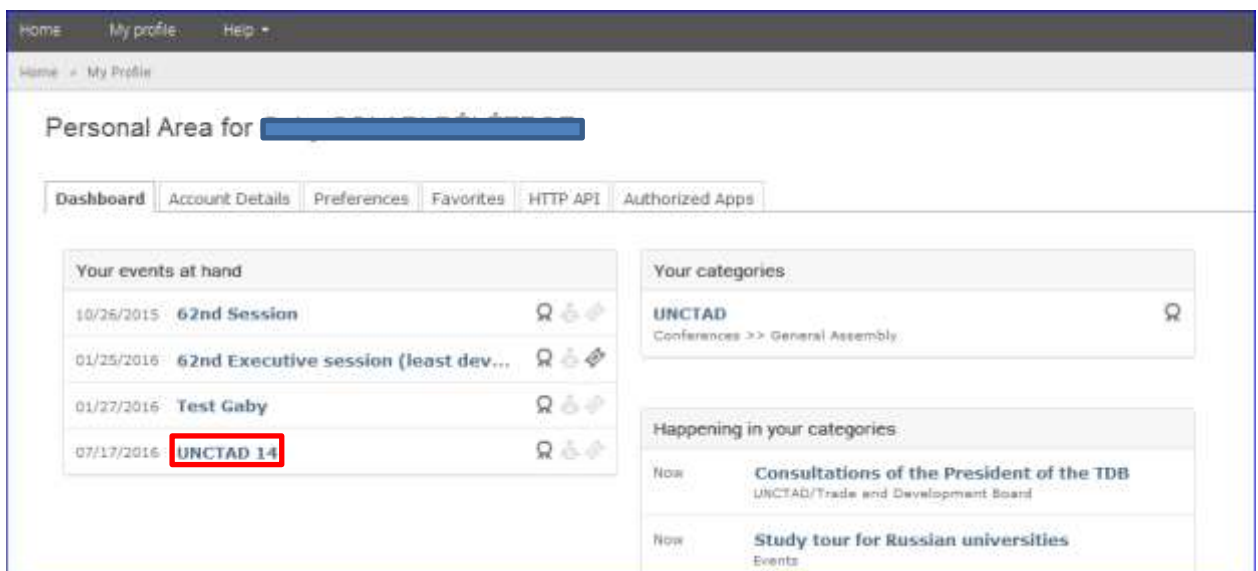 Home My profile Help
Home » My Profile
Personal Area for
Dashboard Account Details Preferences Favorites HTTP API Authorized Apps
Your events at hand
10/26/2015 62nd Session
01/25/2016 62nd Executive session (least dev...
01/27/2016 Test Gaby
07/17/2016 UNCTAD 14
Your categories
UNCTAD
Conferences >> General Assembly
Happening in your categories
Now Consultations of the President of the TDB
UNCTAD/Trade and Development Board
Now Study tour for Russian universities
Events